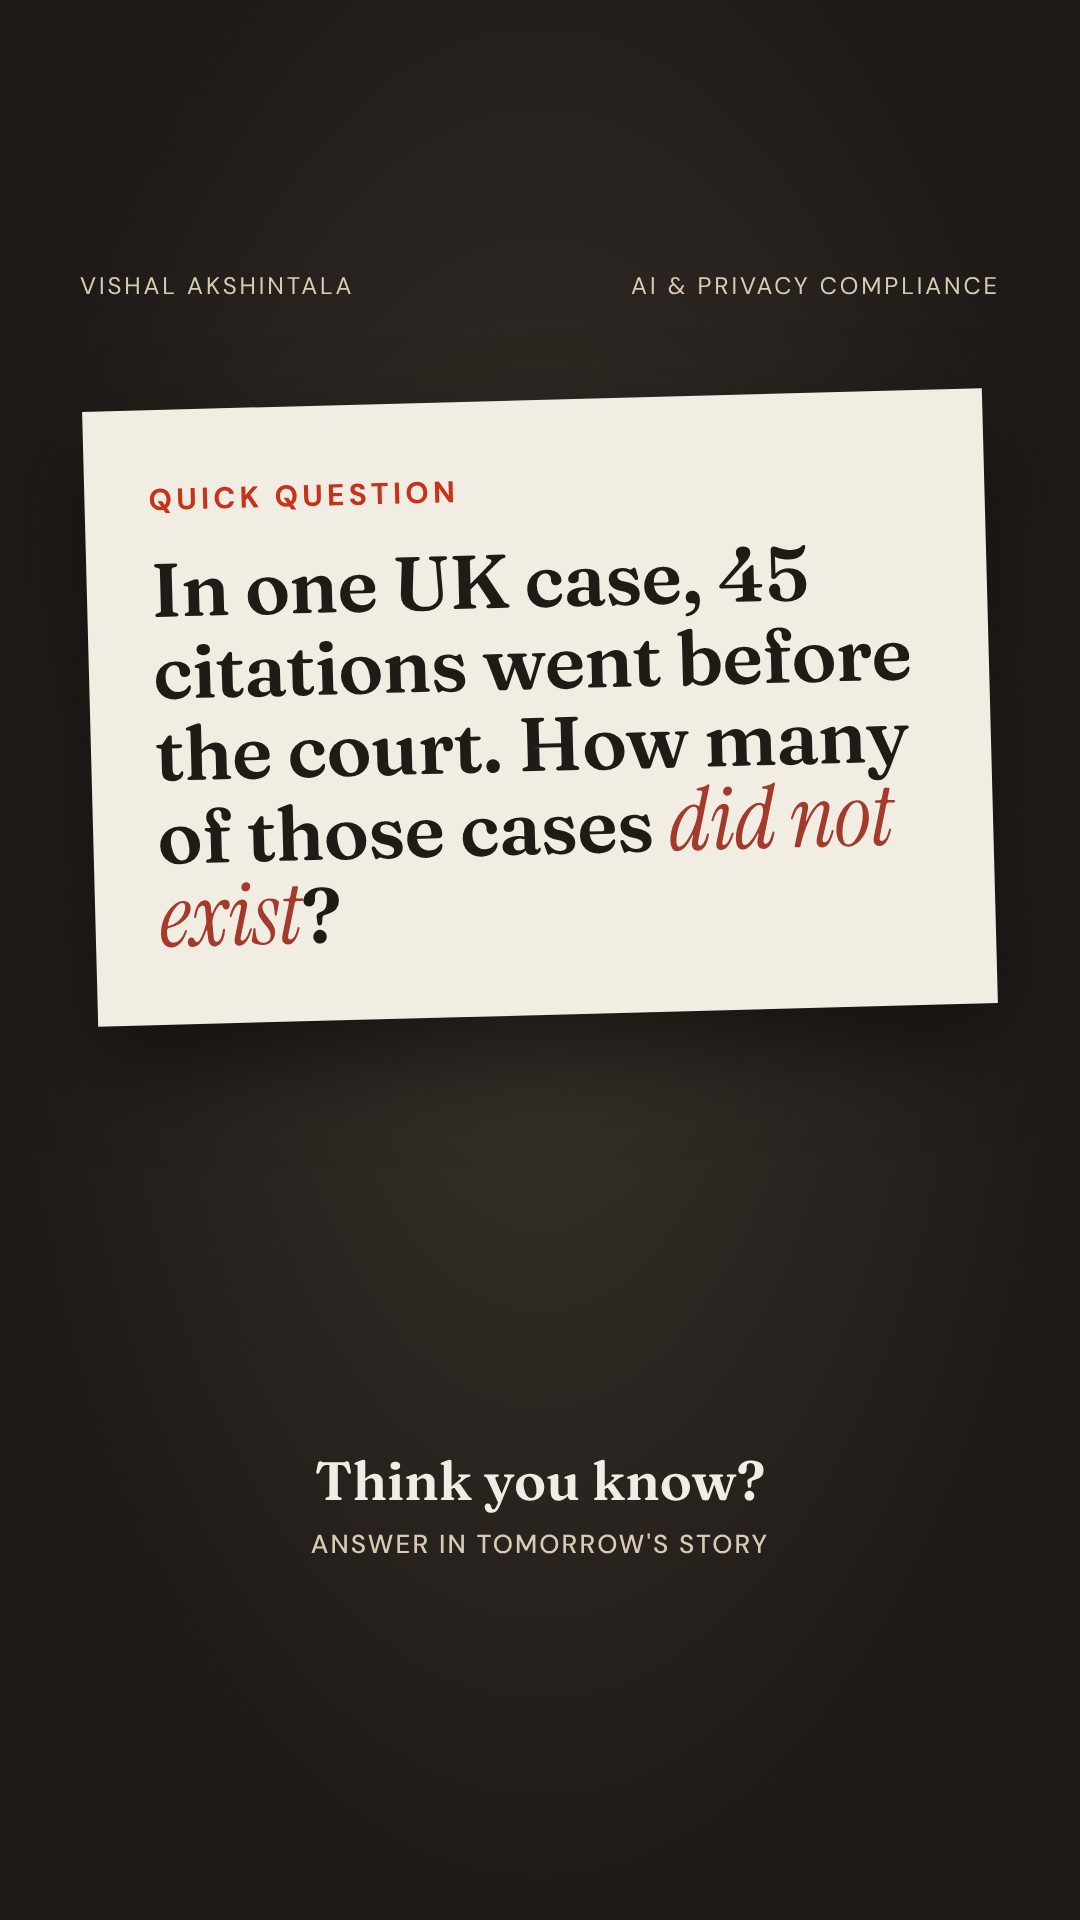 VISHAL AKSHINTALA
AI & PRIVACY COMPLIANCE
QUICK QUESTION
In one UK case, 45
citations went before
the court. How many
of those cases did not
exist?
Think you know?
ANSWER IN TOMORROW'S STORY